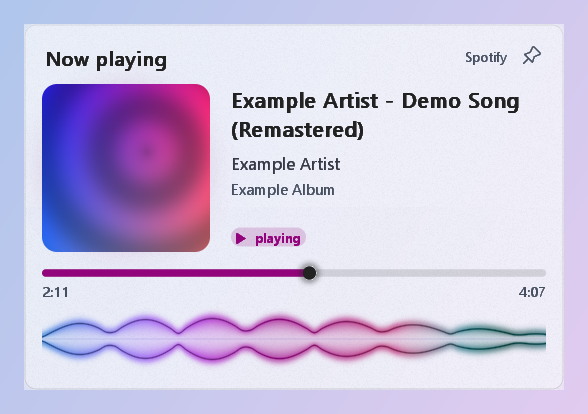 Now playing
Spotify
Example Artist - Demo Song
(Remastered)
Example Artist
Example Album
playing
2:11
4:07